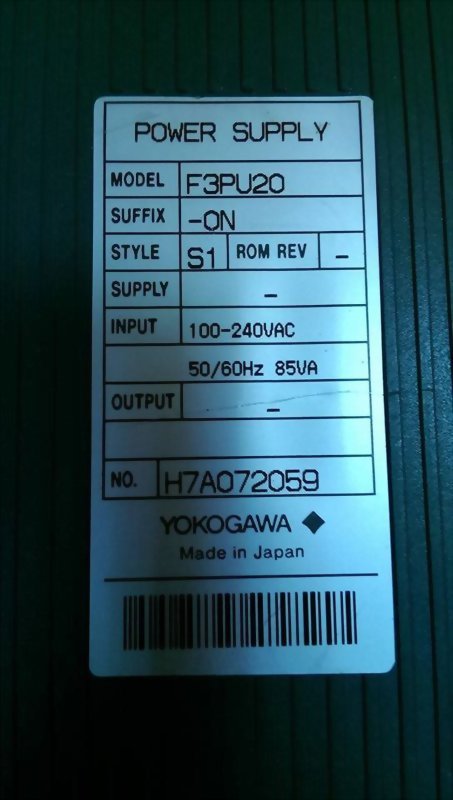 POWER SUPPLY
MODEL F3PU20
SUFFIX -0N
STYLE S1 ROM REV -
SUPPLY -
INPUT 100-240VAC
50/60Hz 85VA
OUTPUT -
NO. H7A072059
YOKOGAWA ◆
Made in Japan